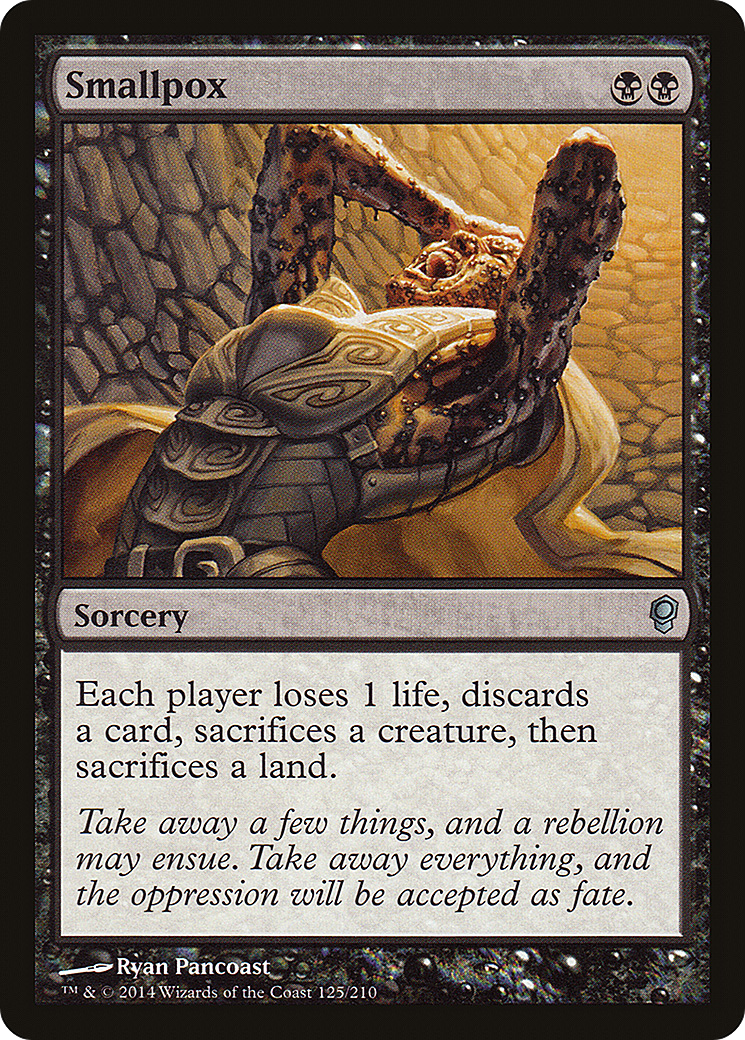 Smallpox
Sorcery
Each player loses 1 life, discards
a card, sacrifices a creature, then
sacrifices a land.
Take away a few things, and a rebellion
may ensue. Take away everything, and
the oppression will be accepted as fate.
Ryan Pancoast
™ & © 2014 Wizards of the Coast 125/210